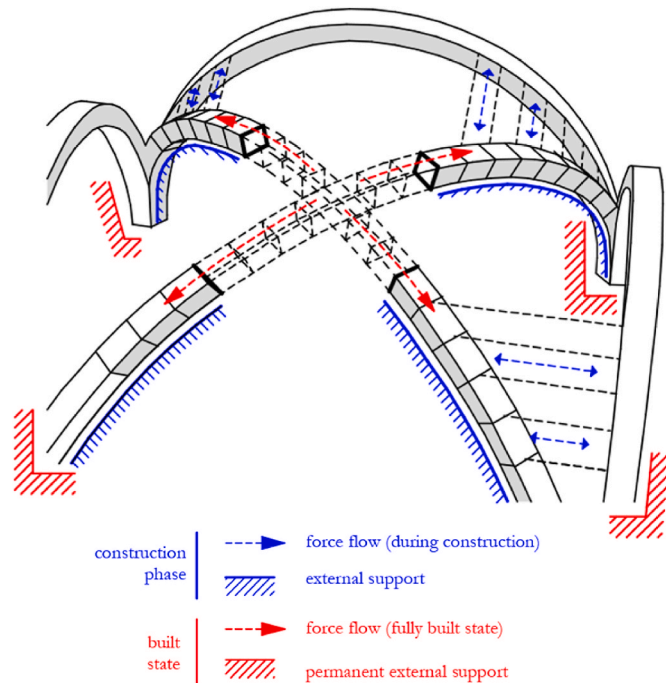 construction
phase
force flow (during construction)
external support
built
state
force flow (fully built state)
permanent external support